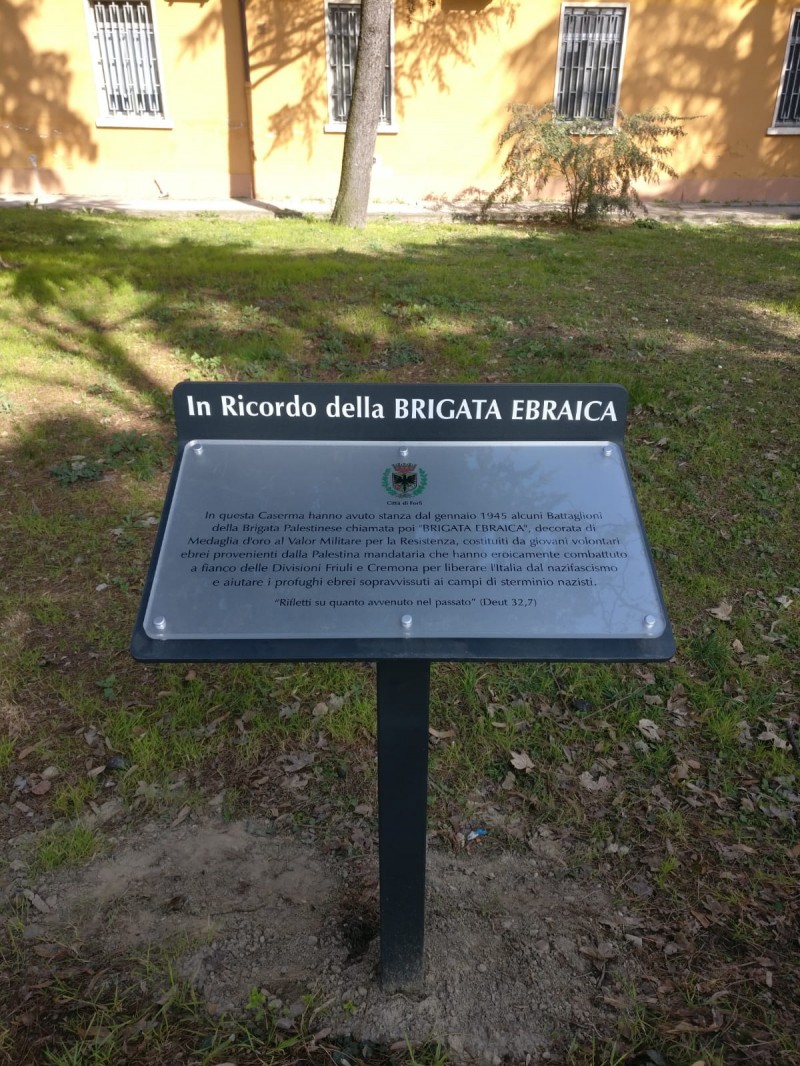 In Ricordo della BRIGATA EBRAICA
Città di Forlì
In questa Caserma hanno avuto stanza dal gennaio 1945 alcuni Battaglioni
della Brigata Palestinese chiamata poi "BRIGATA EBRAICA", decorata di
Medaglia d'oro al Valor Militare per la Resistenza, costituiti da giovani volontari
ebrei provenienti dalla Palestina mandataria che hanno eroicamente combattuto
a fianco delle Divisioni Friuli e Cremona per liberare l'Italia dal nazifascismo
e aiutare i profughi ebrei sopravvissuti ai campi di sterminio nazisti.
"Rifletti su quanto avvenuto nel passato" (Deut 32,7)